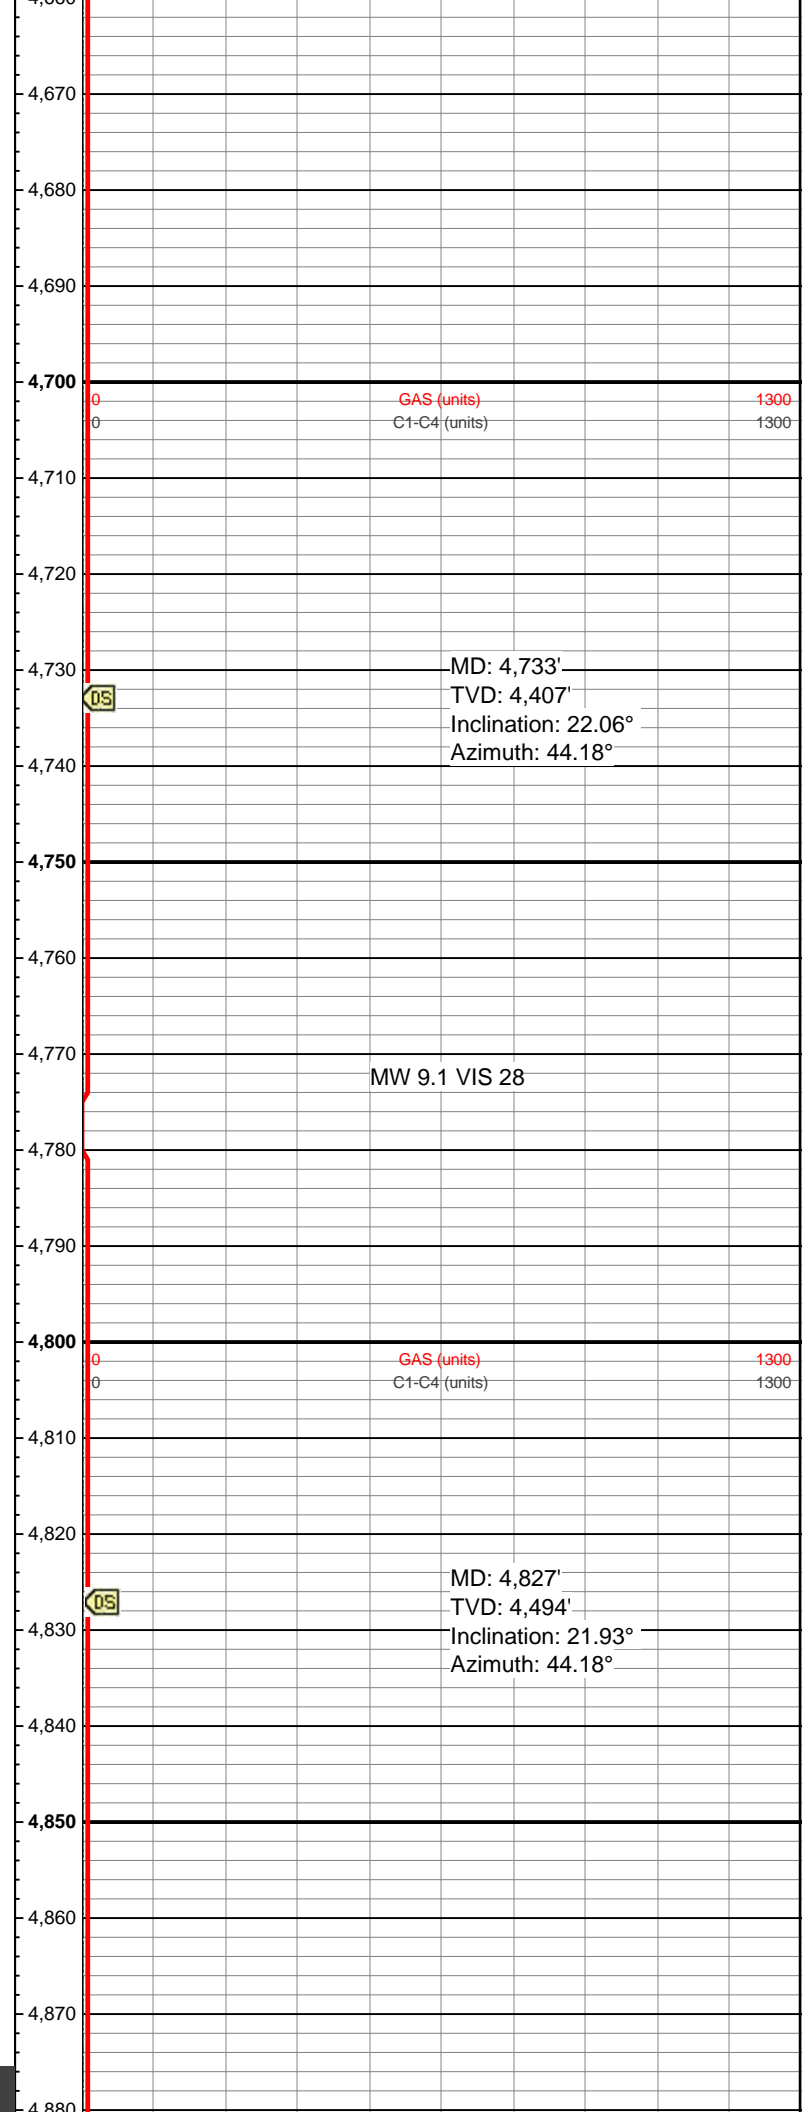 4,670
4,680
4,690
4,700
0 GAS (units) 1300
0 C1-C4 (units) 1300
4,710
4,720
4,730
MD: 4,733'
DS
TVD: 4,407'
Inclination: 22.06°
Azimuth: 44.18°
4,740
4,750
4,760
4,770
MW 9.1 VIS 28
4,780
4,790
4,800
0 GAS (units) 1300
0 C1-C4 (units) 1300
4,810
4,820
MD: 4,827'
DS
TVD: 4,494'
4,830
Inclination: 21.93°
Azimuth: 44.18°
4,840
4,850
4,860
4,870
4,880